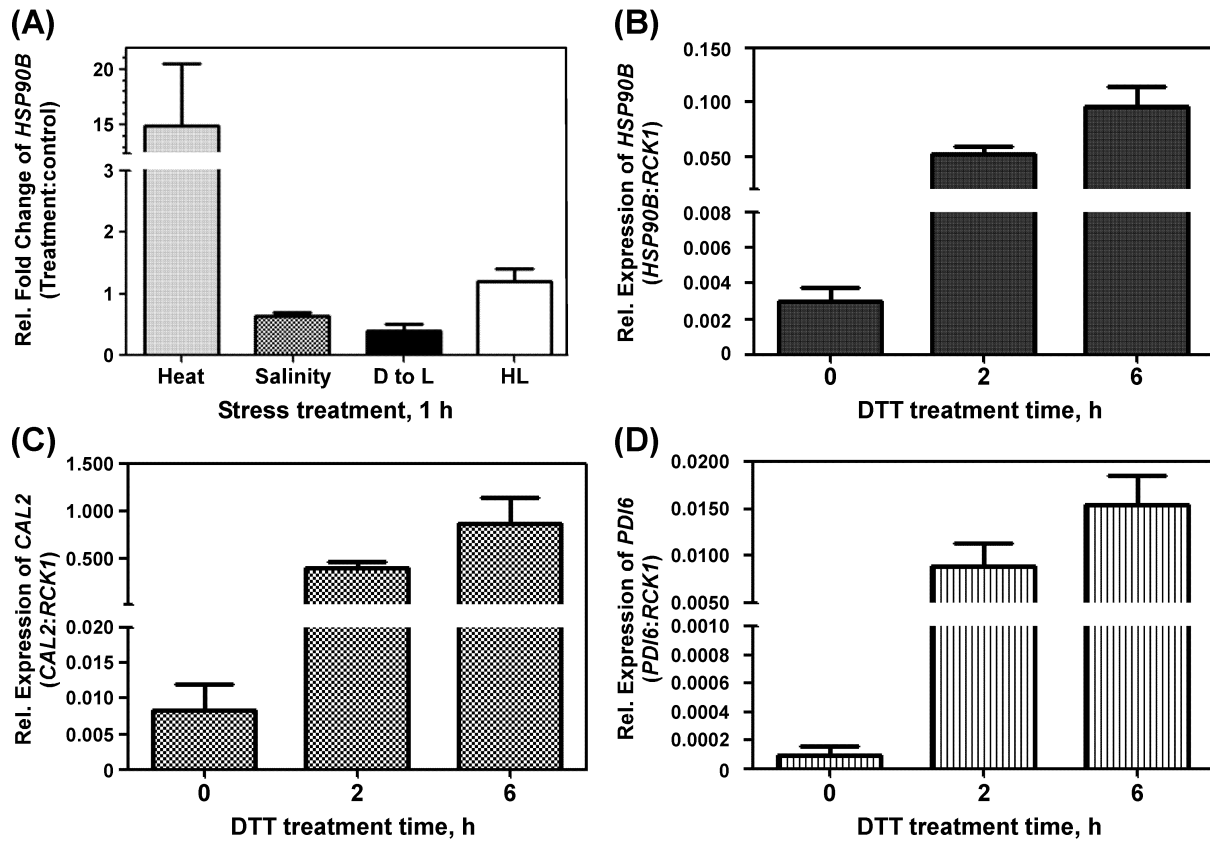 (A)
Rel. Fold Change of HSP90B
(Treatment:control)
20
15
3
2
1
0
Heat Salinity D to L HL
Stress treatment, 1 h
(B)
Rel. Expression of HSP90B
(HSP90B:RCK1)
0.150
0.100
0.050
0.008
0.006
0.004
0.002
0
0 2 6
DTT treatment time, h
(C)
Rel. Expression of CAL2
(CAL2:RCK1)
1.500
1.000
0.500
0.020
0.015
0.010
0.005
0
0 2 6
DTT treatment time, h
(D)
Rel. Expression of PDI6
(PDI6:RCK1)
0.0200
0.0150
0.0100
0.0050
0.0010
0.0008
0.0006
0.0004
0.0002
0
0 2 6
DTT treatment time, h